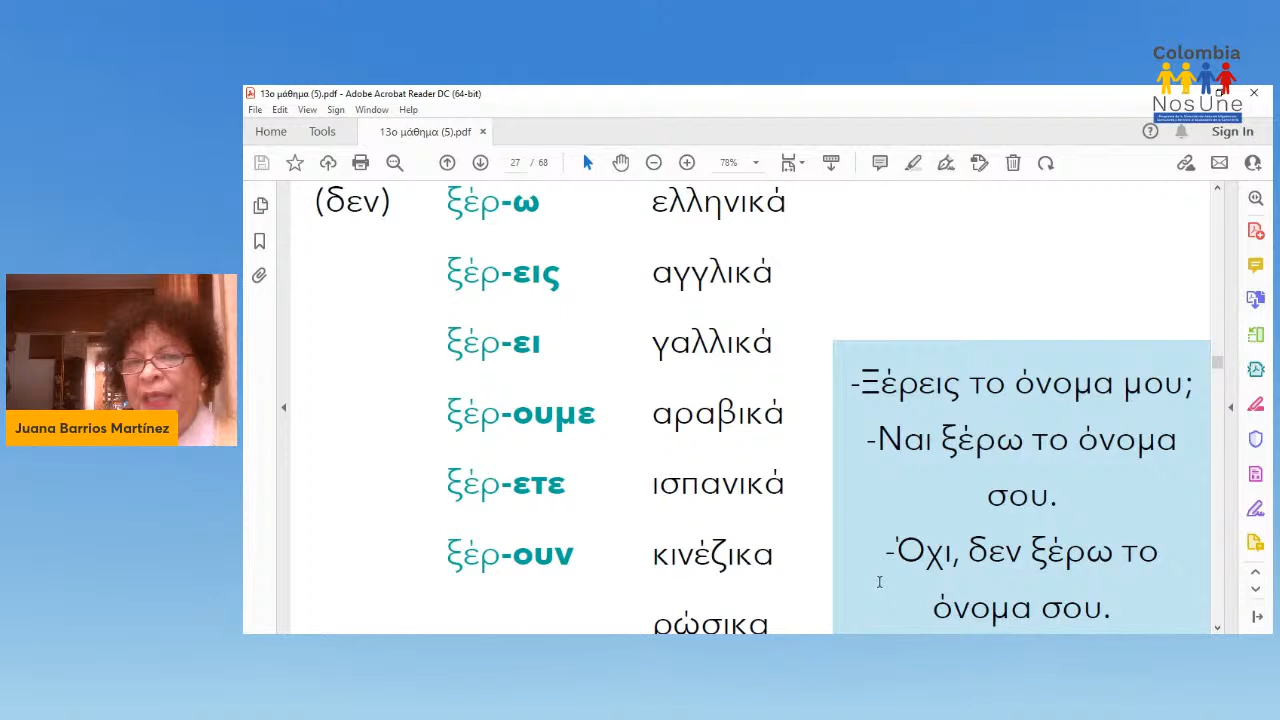 Colombia
NosUne
13ο μάθημα (5).pdf - Adobe Acrobat Reader DC (64-bit)
File Edit View Sign Window Help
Home Tools 13ο μάθημα (5).pdf × Sign In
27 / 68 78%
(δεν) ξέρ-ω ελληνικά
ξέρ-εις αγγλικά
ξέρ-ει γαλλικά
ξέρ-ουμε αραβικά
ξέρ-ετε ισπανικά
ξέρ-ουν κινέζικα
ρώσικα
-Ξέρεις το όνομα μου;
-Ναι ξέρω το όνομα
σου.
-Όχι, δεν ξέρω το
όνομα σου.
Juana Barrios Martínez